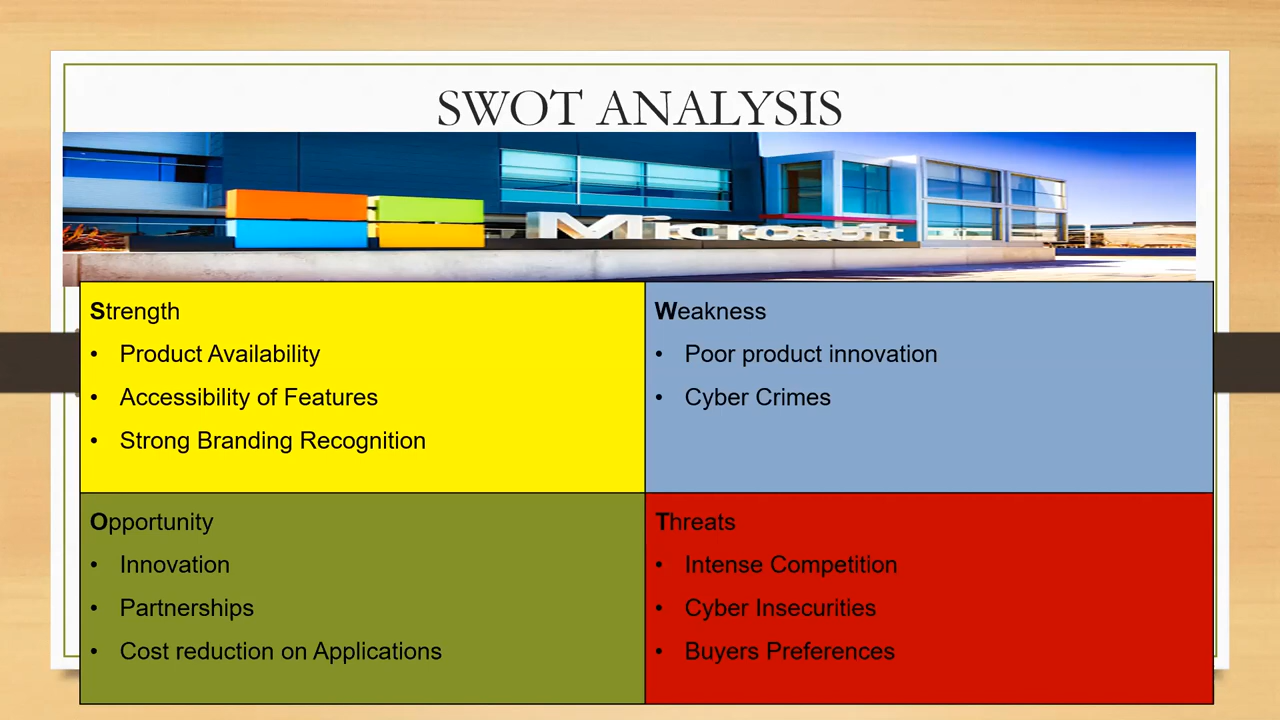 SWOT ANALYSIS
Microsoft
Strength
• Product Availability
• Accessibility of Features
• Strong Branding Recognition
Weakness
• Poor product innovation
• Cyber Crimes
Opportunity
• Innovation
• Partnerships
• Cost reduction on Applications
Threats
• Intense Competition
• Cyber Insecurities
• Buyers Preferences